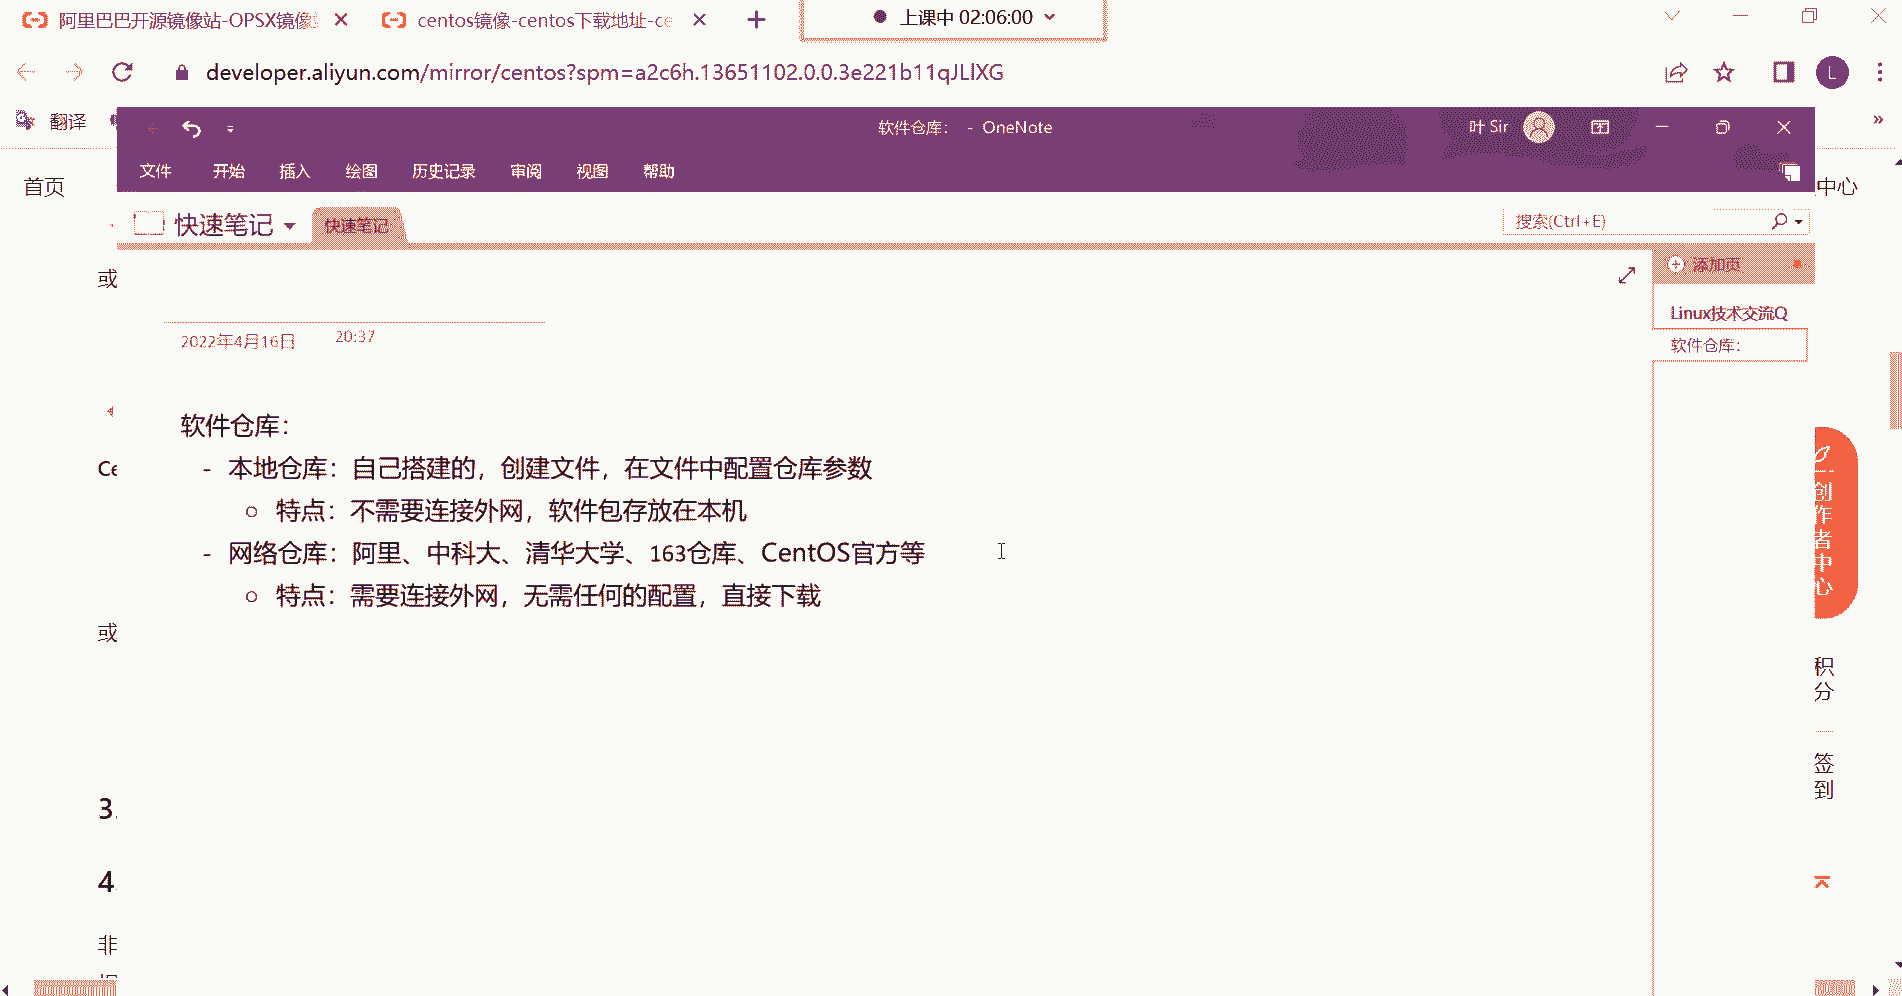 阿里巴巴开源镜像站-OPSX镜像
centos镜像-centos下载地址-ce
上课中 02:06:00
developer.aliyun.com/mirror/centos?spm=a2c6h.13651102.0.0.3e221b11qJLlXG
翻译
软件仓库： - OneNote
叶 Sir
文件 开始 插入 绘图 历史记录 审阅 视图 帮助
首页
中心
快速笔记
快速笔记
搜索(Ctrl+E)
添加页
或
Linux技术交流Q
软件仓库：
2022年4月16日 20:37
软件仓库：
- 本地仓库：自己搭建的，创建文件，在文件中配置仓库参数
Ce
○ 特点：不需要连接外网，软件包存放在本机
- 网络仓库：阿里、中科大、清华大学、163仓库、CentOS官方等
○ 特点：需要连接外网，无需任何的配置，直接下载
或
创作者中心
积分
签到
3.
4
非